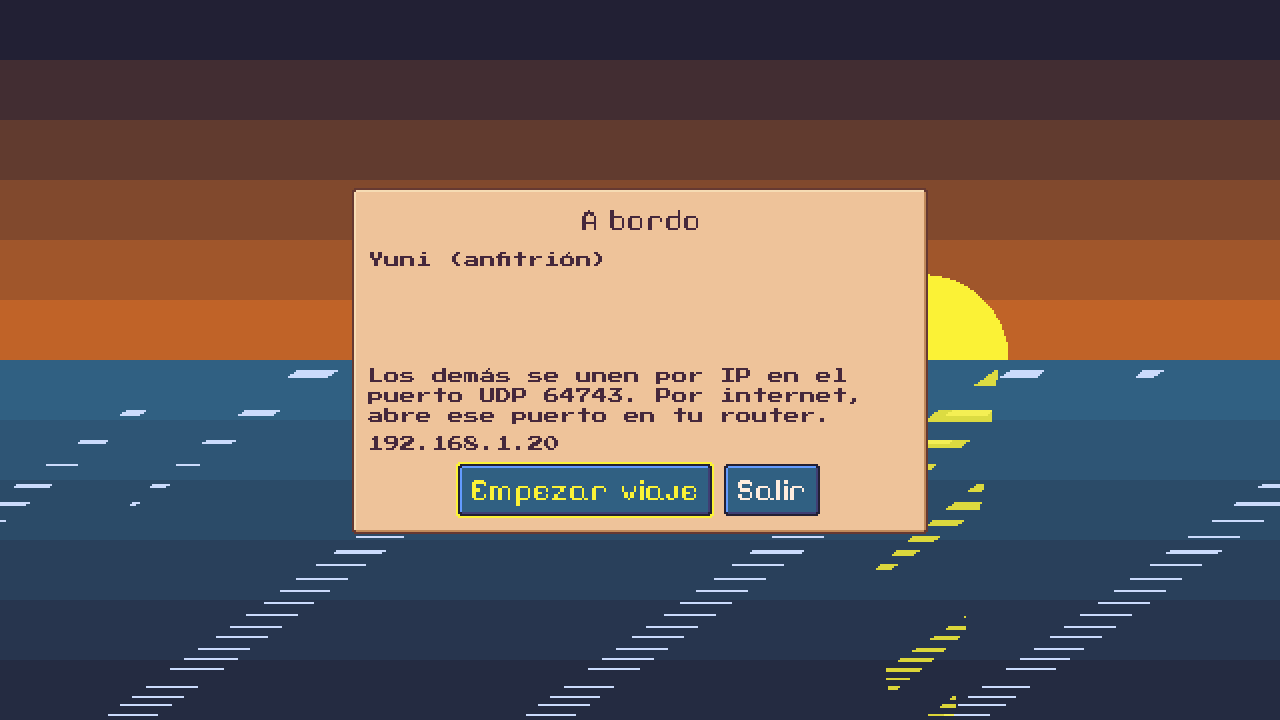 A bordo
Yuni (anfitrión)
Los demás se unen por IP en el
puerto UDP 64743. Por internet,
abre ese puerto en tu router.
192.168.1.20
Empezar viaje
Salir